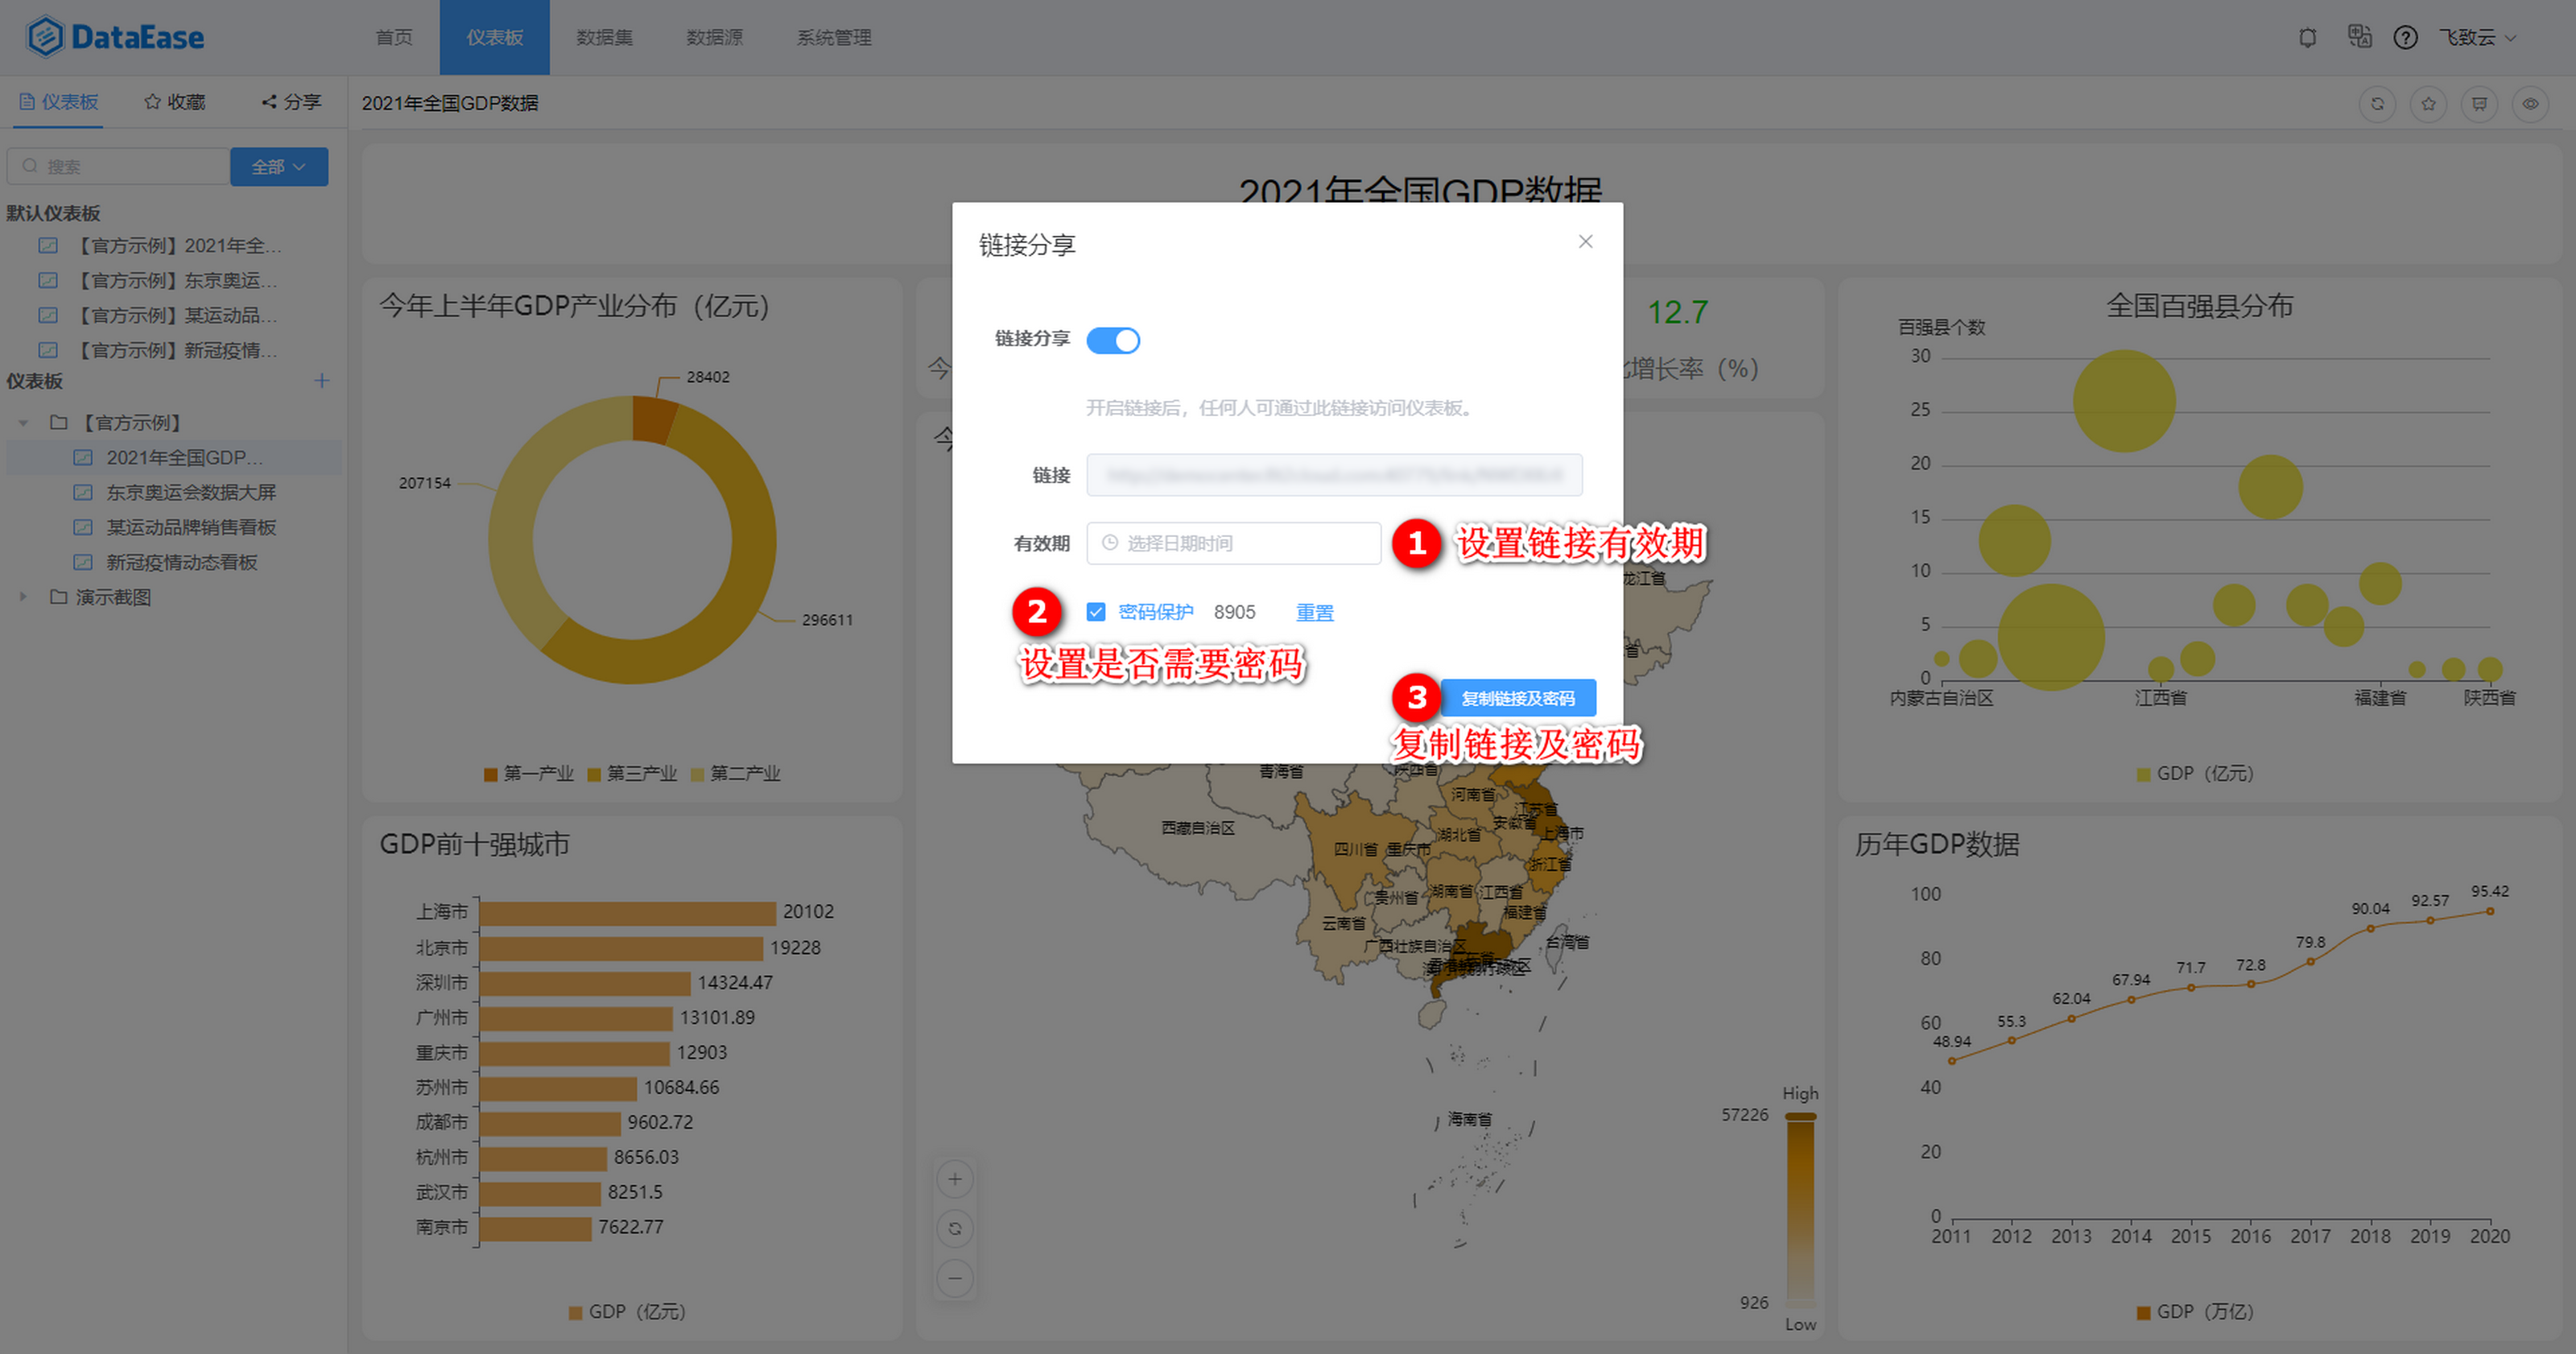 DataEase
首页 仪表板 数据集 数据源 系统管理
飞致云
仪表板 收藏 分享
2021年全国GDP数据
搜索 全部
默认仪表板
【官方示例】2021年全...
【官方示例】东京奥运...
【官方示例】某运动品...
【官方示例】新冠疫情...
仪表板
【官方示例】
2021年全国GDP...
东京奥运会数据大屏
某运动品牌销售看板
新冠疫情动态看板
演示截图
2021年全国GDP数据
今年上半年GDP产业分布（亿元）
28402
207154
296611
第一产业 第三产业 第二产业
GDP前十强城市
上海市 20102
北京市 19228
深圳市 14324.47
广州市 13101.89
重庆市 12903
苏州市 10684.66
成都市 9602.72
杭州市 8656.03
武汉市 8251.5
南京市 7622.77
GDP（亿元）
今
12.7
增长率（%）
今
链接分享
链接分享
开启链接后，任何人可通过此链接访问仪表板。
链接
有效期 选择日期时间
1 设置链接有效期
2 密码保护 8905 重置
设置是否需要密码
3 复制链接及密码
复制链接及密码
龙江省
省
青海省
陕西省
河南省
江苏省
西藏自治区
安徽省
上海市
湖北省
四川省
重庆市
浙江省
贵州省
湖南省
江西省
云南省
福建省
广西壮族自治区
台湾省
海南省
High
57226
926
Low
全国百强县分布
百强县个数
30
25
20
15
10
5
0
内蒙古自治区 江西省 福建省 陕西省
GDP（亿元）
历年GDP数据
100
80
60
40
20
0
48.94
55.3
62.04
67.94
71.7
72.8
79.8
90.04
92.57
95.42
2011 2012 2013 2014 2015 2016 2017 2018 2019 2020
GDP（万亿）